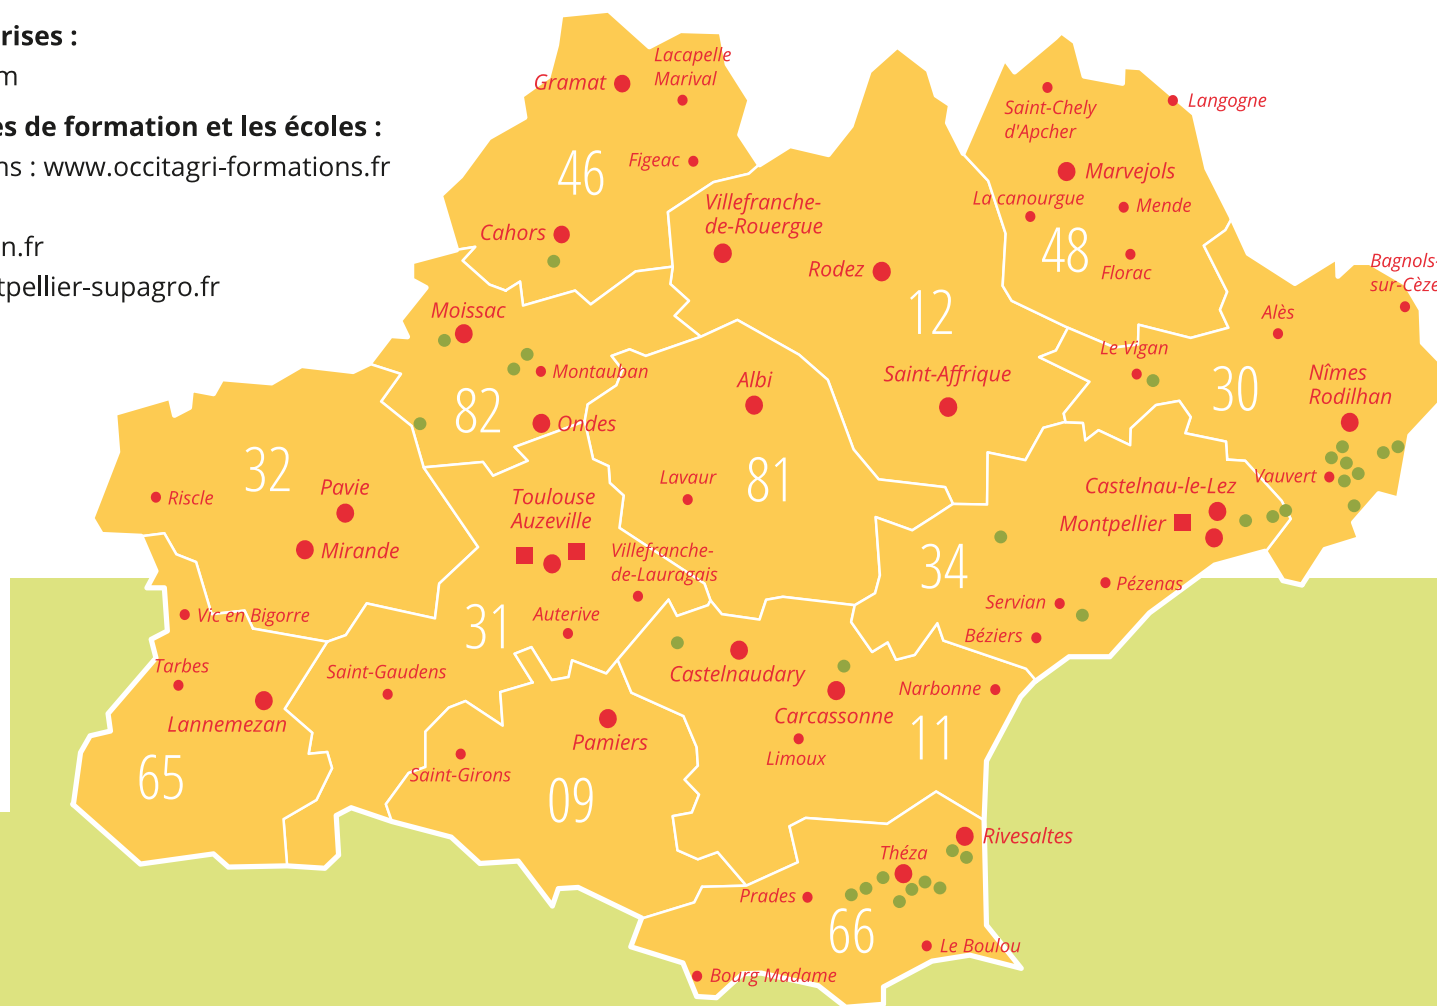 rises :
m
es de formation et les écoles :
ns : www.occitagri-formations.fr
n.fr
tpellier-supagro.fr
Lacapelle
Marival
Gramat
Figeac
46
Cahors
Villefranche-
de-Rouergue
Rodez
12
Saint-Affrique
Saint-Chely
d'Apcher
Langogne
Marvejols
La canourgue
Mende
48
Florac
Bagnols-
sur-Cèze
Alès
Le Vigan
30
Nîmes
Rodilhan
Vauvert
Moissac
Montauban
82
Ondes
Albi
Lavaur
81
32
Riscle
Pavie
Mirande
Toulouse
Auzeville
Villefranche-
de-Lauragais
Auterive
31
Saint-Gaudens
Castelnau-le-Lez
Montpellier
34
Pézenas
Servian
Béziers
Vic en Bigorre
Tarbes
Lannemezan
65
Saint-Girons
Pamiers
09
Castelnaudary
Carcassonne
Narbonne
11
Limoux
Rivesaltes
Théza
Prades
66
Le Boulou
Bourg Madame